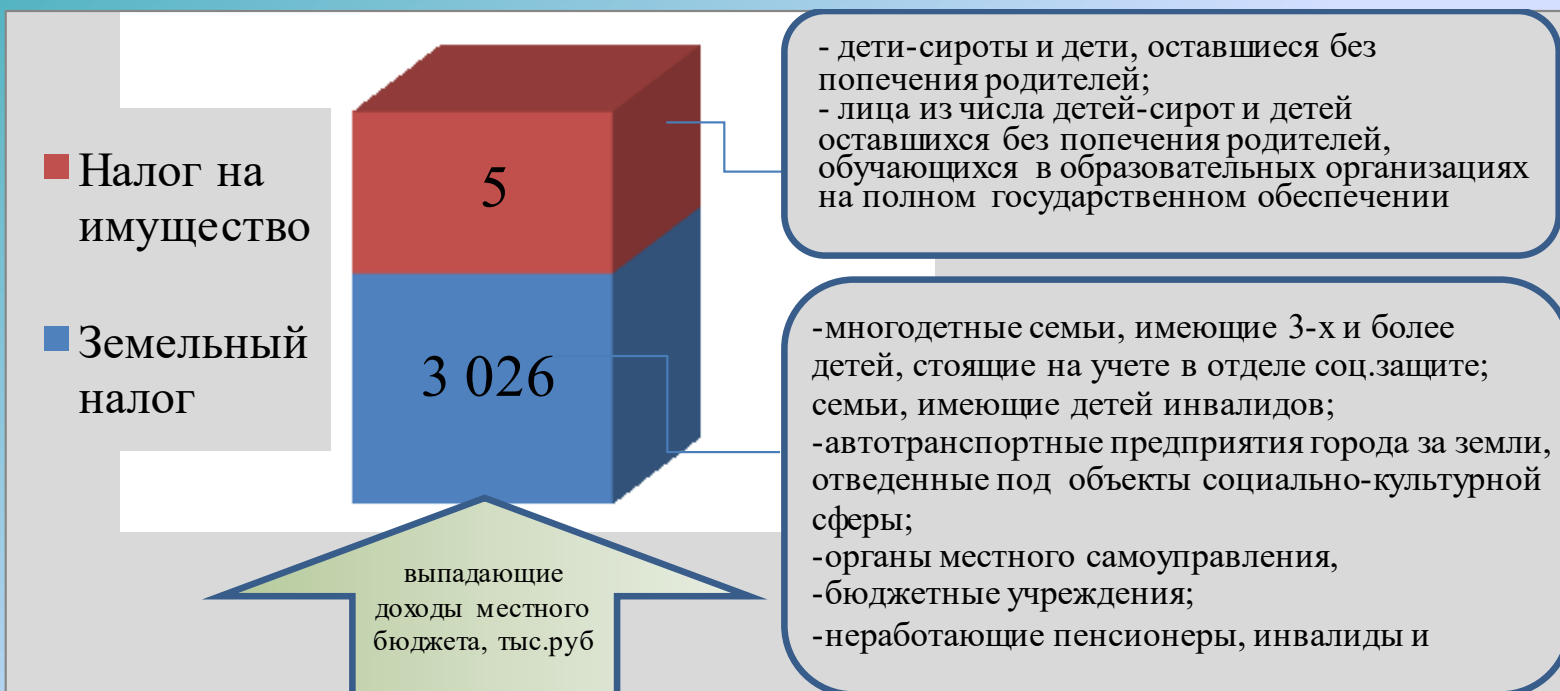 Налог на
имущество
Земельный
налог
5
3 026
выпадающие
доходы местного
бюджета, тыс.руб
- дети-сироты и дети, оставшиеся без
попечения родителей;
- лица из числа детей-сирот и детей
оставшихся без попечения родителей,
обучающихся в образовательных организациях
на полном государственном обеспечении
-многодетные семьи, имеющие 3-х и более
детей, стоящие на учете в отделе соц.защите;
семьи, имеющие детей инвалидов;
-автотранспортные предприятия города за земли,
отведенные под объекты социально-культурной
сферы;
-органы местного самоуправления,
-бюджетные учреждения;
-неработающие пенсионеры, инвалиды и